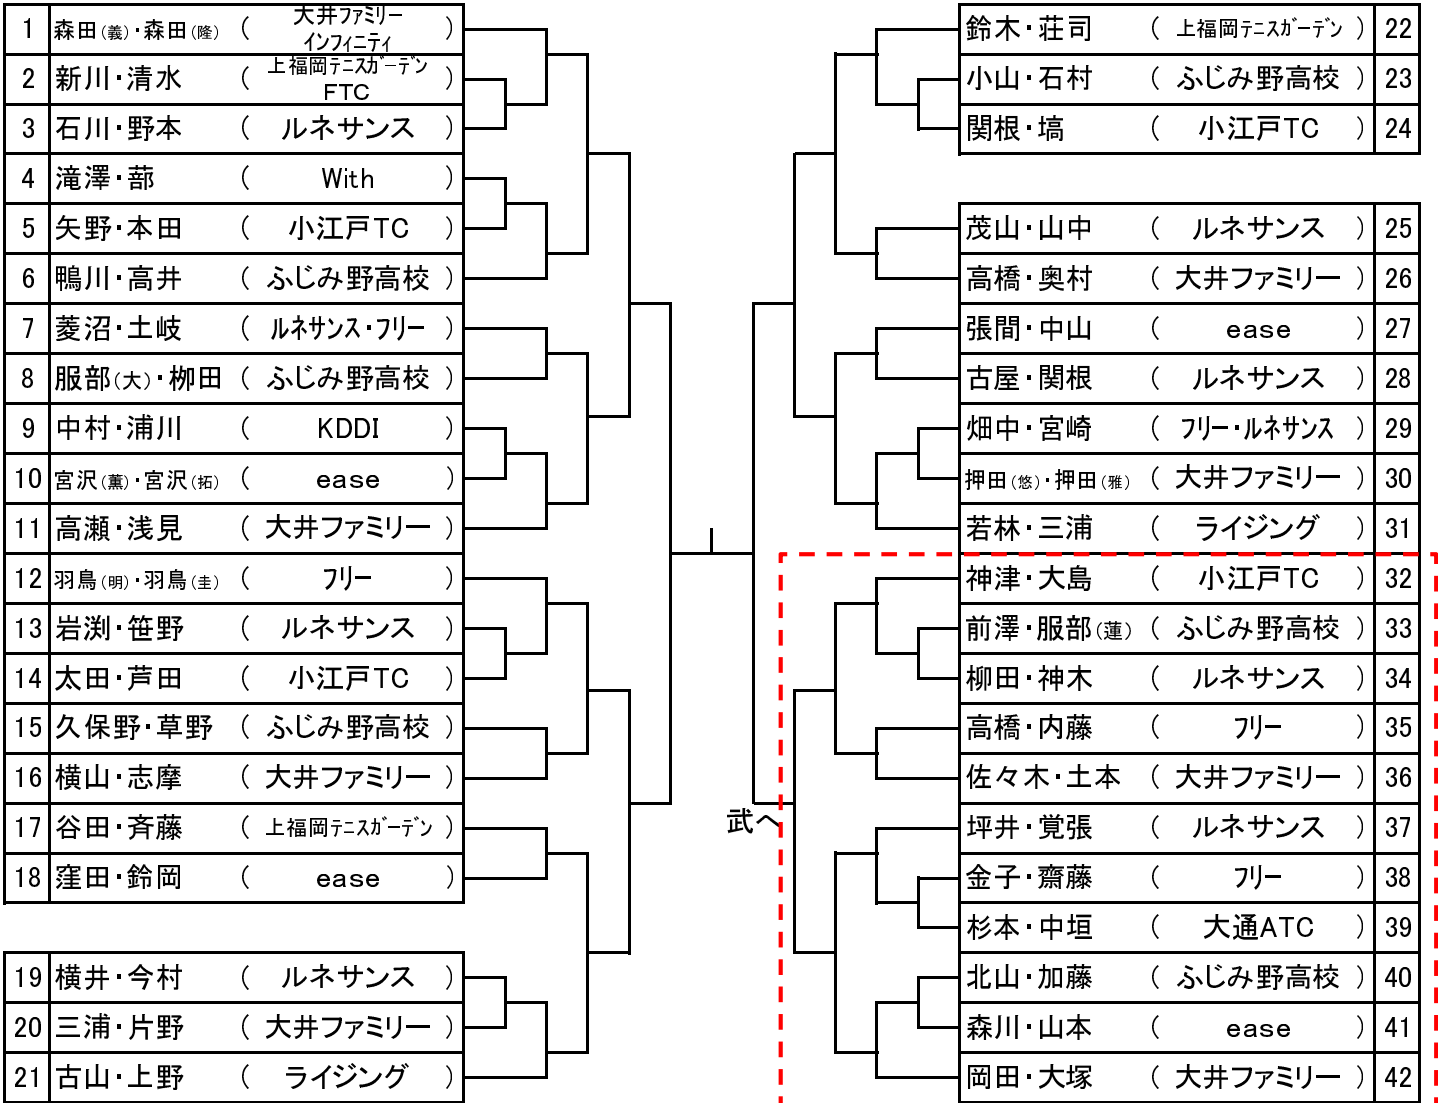 1 森田(義)・森田(隆) ( 大井ﾌｧﾐﾘｰ インフィニティ )
2 新川・清水 ( 上福岡ﾃﾆｽｶﾞｰﾃﾞﾝ FTC )
3 石川・野本 ( ルネサンス )
4 滝澤・蔀 ( With )
5 矢野・本田 ( 小江戸TC )
6 鴨川・高井 ( ふじみ野高校 )
7 菱沼・土岐 ( ﾙﾈｻﾝｽ・ﾌﾘｰ )
8 服部(大)・栁田 ( ふじみ野高校 )
9 中村・浦川 ( KDDI )
10 宮沢(薫)・宮沢(拓) ( ease )
11 高瀬・浅見 ( 大井ファミリー )
12 羽鳥(明)・羽鳥(圭) ( ﾌﾘｰ )
13 岩渕・笹野 ( ルネサンス )
14 太田・芦田 ( 小江戸TC )
15 久保野・草野 ( ふじみ野高校 )
16 横山・志摩 ( 大井ファミリー )
17 谷田・斉藤 ( 上福岡ﾃﾆｽｶﾞｰﾃﾞﾝ )
18 窪田・鈴岡 ( ease )
19 横井・今村 ( ルネサンス )
20 三浦・片野 ( 大井ファミリー )
21 古山・上野 ( ライジング )
武へ
鈴木・荘司 ( 上福岡ﾃﾆｽｶﾞｰﾃﾞﾝ ) 22
小山・石村 ( ふじみ野高校 ) 23
関根・塙 ( 小江戸TC ) 24
茂山・山中 ( ルネサンス ) 25
高橋・奥村 ( 大井ファミリー ) 26
張間・中山 ( ease ) 27
古屋・関根 ( ルネサンス ) 28
畑中・宮崎 ( ﾌﾘｰ・ﾙﾈｻﾝｽ ) 29
押田(悠)・押田(雅) ( 大井ファミリー ) 30
若林・三浦 ( ライジング ) 31
神津・大島 ( 小江戸TC ) 32
前澤・服部(蓮) ( ふじみ野高校 ) 33
柳田・神木 ( ルネサンス ) 34
高橋・内藤 ( ﾌﾘｰ ) 35
佐々木・土本 ( 大井ファミリー ) 36
坪井・覚張 ( ルネサンス ) 37
金子・齋藤 ( ﾌﾘｰ ) 38
杉本・中垣 ( 大通ATC ) 39
北山・加藤 ( ふじみ野高校 ) 40
森川・山本 ( ease ) 41
岡田・大塚 ( 大井ファミリー ) 42